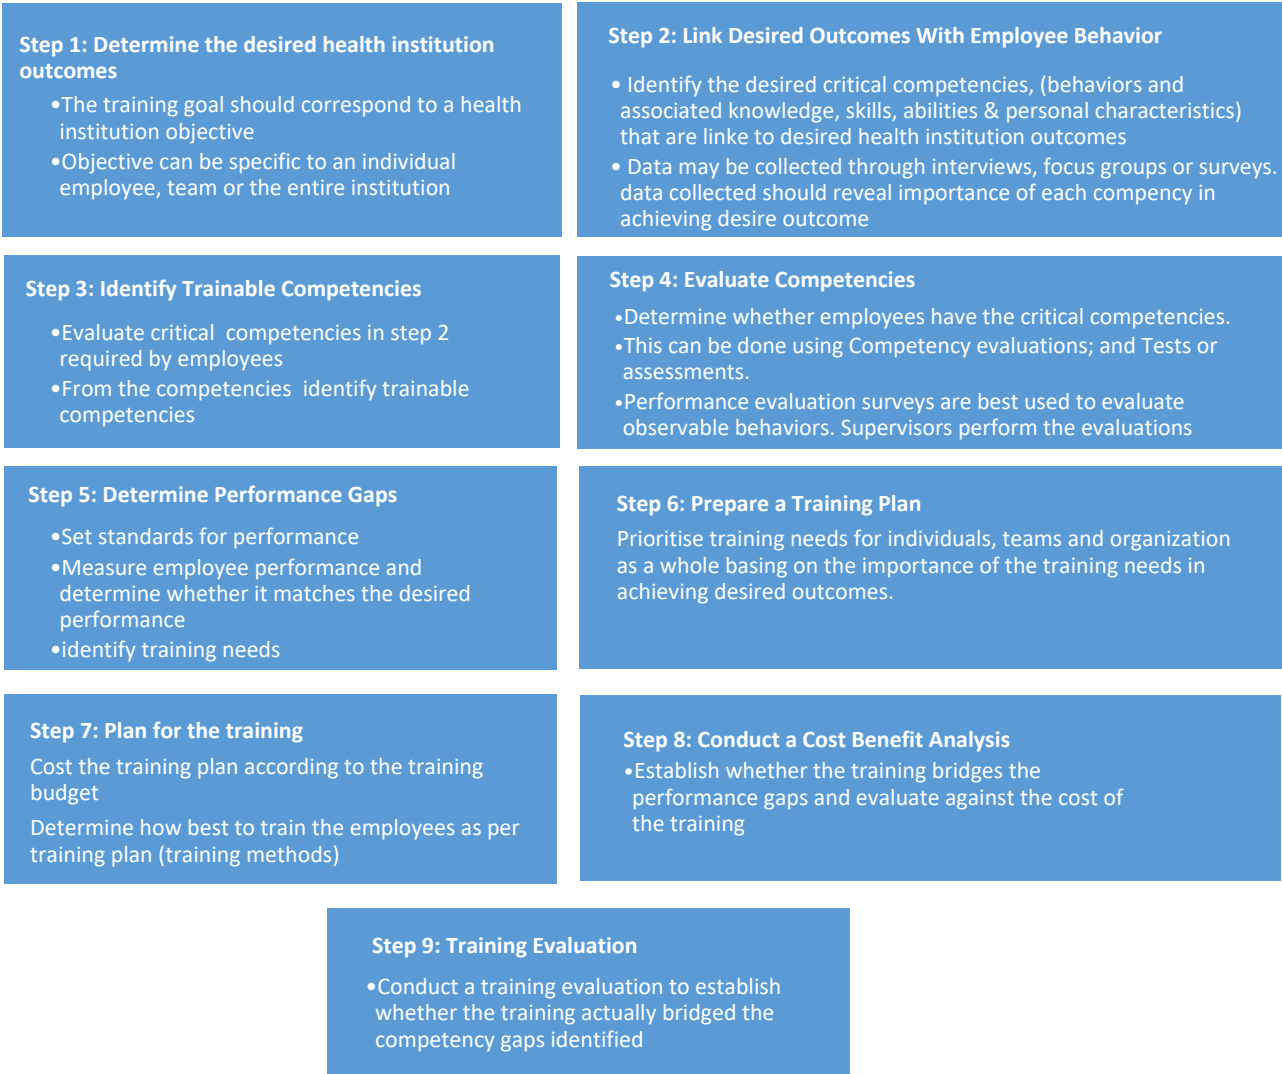 Step 1: Determine the desired health institution
outcomes
•The training goal should correspond to a health
institution objective
•Objective can be specific to an individual
employee, team or the entire institution
Step 2: Link Desired Outcomes With Employee Behavior
• Identify the desired critical competencies, (behaviors and
associated knowledge, skills, abilities & personal characteristics)
that are linke to desired health institution outcomes
• Data may be collected through interviews, focus groups or surveys.
data collected should reveal importance of each compency in
achieving desire outcome
Step 3: Identify Trainable Competencies
•Evaluate critical  competencies in step 2
required by employees
•From the competencies  identify trainable
competencies
Step 4: Evaluate Competencies
•Determine whether employees have the critical competencies.
•This can be done using Competency evaluations; and Tests or
assessments.
•Performance evaluation surveys are best used to evaluate
observable behaviors. Supervisors perform the evaluations
Step 5: Determine Performance Gaps
•Set standards for performance
•Measure employee performance and
determine whether it matches the desired
performance
•identify training needs
Step 6: Prepare a Training Plan
Prioritise training needs for individuals, teams and organization
as a whole basing on the importance of the training needs in
achieving desired outcomes.
Step 7: Plan for the training
Cost the training plan according to the training
budget
Determine how best to train the employees as per
training plan (training methods)
Step 8: Conduct a Cost Benefit Analysis
•Establish whether the training bridges the
performance gaps and evaluate against the cost of
the training
Step 9: Training Evaluation
•Conduct a training evaluation to establish
whether the training actually bridged the
competency gaps identified